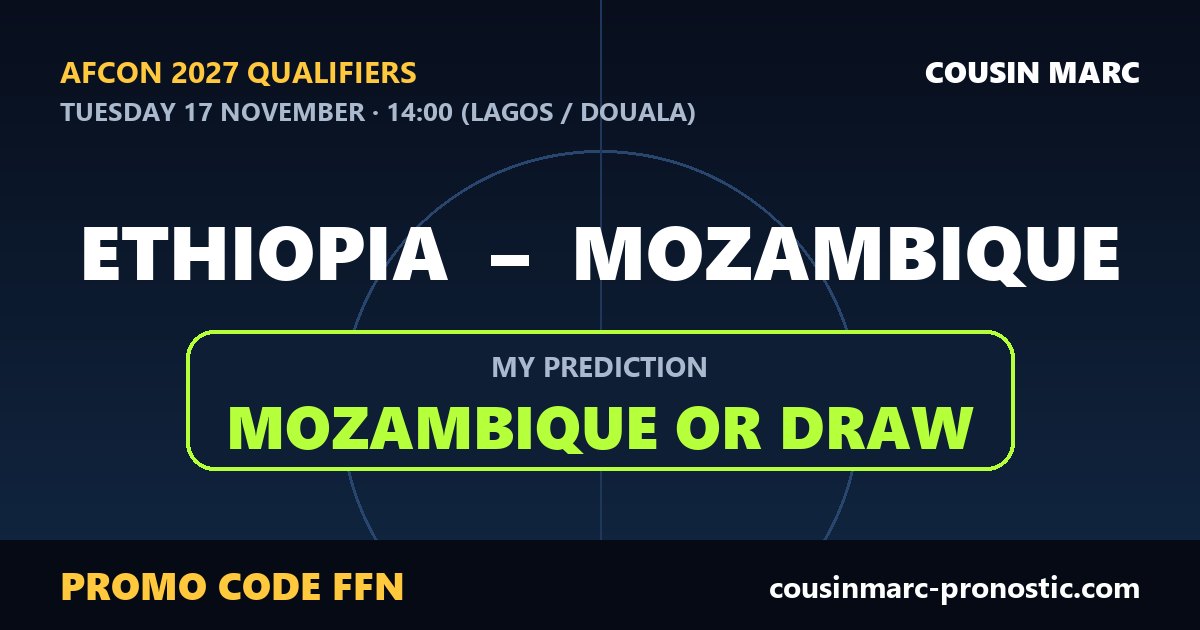 AFCON 2027 QUALIFIERS
COUSIN MARC
TUESDAY 17 NOVEMBER · 14:00 (LAGOS / DOUALA)
ETHIOPIA – MOZAMBIQUE
MY PREDICTION
MOZAMBIQUE OR DRAW
PROMO CODE FFN
cousinmarc-pronostic.com